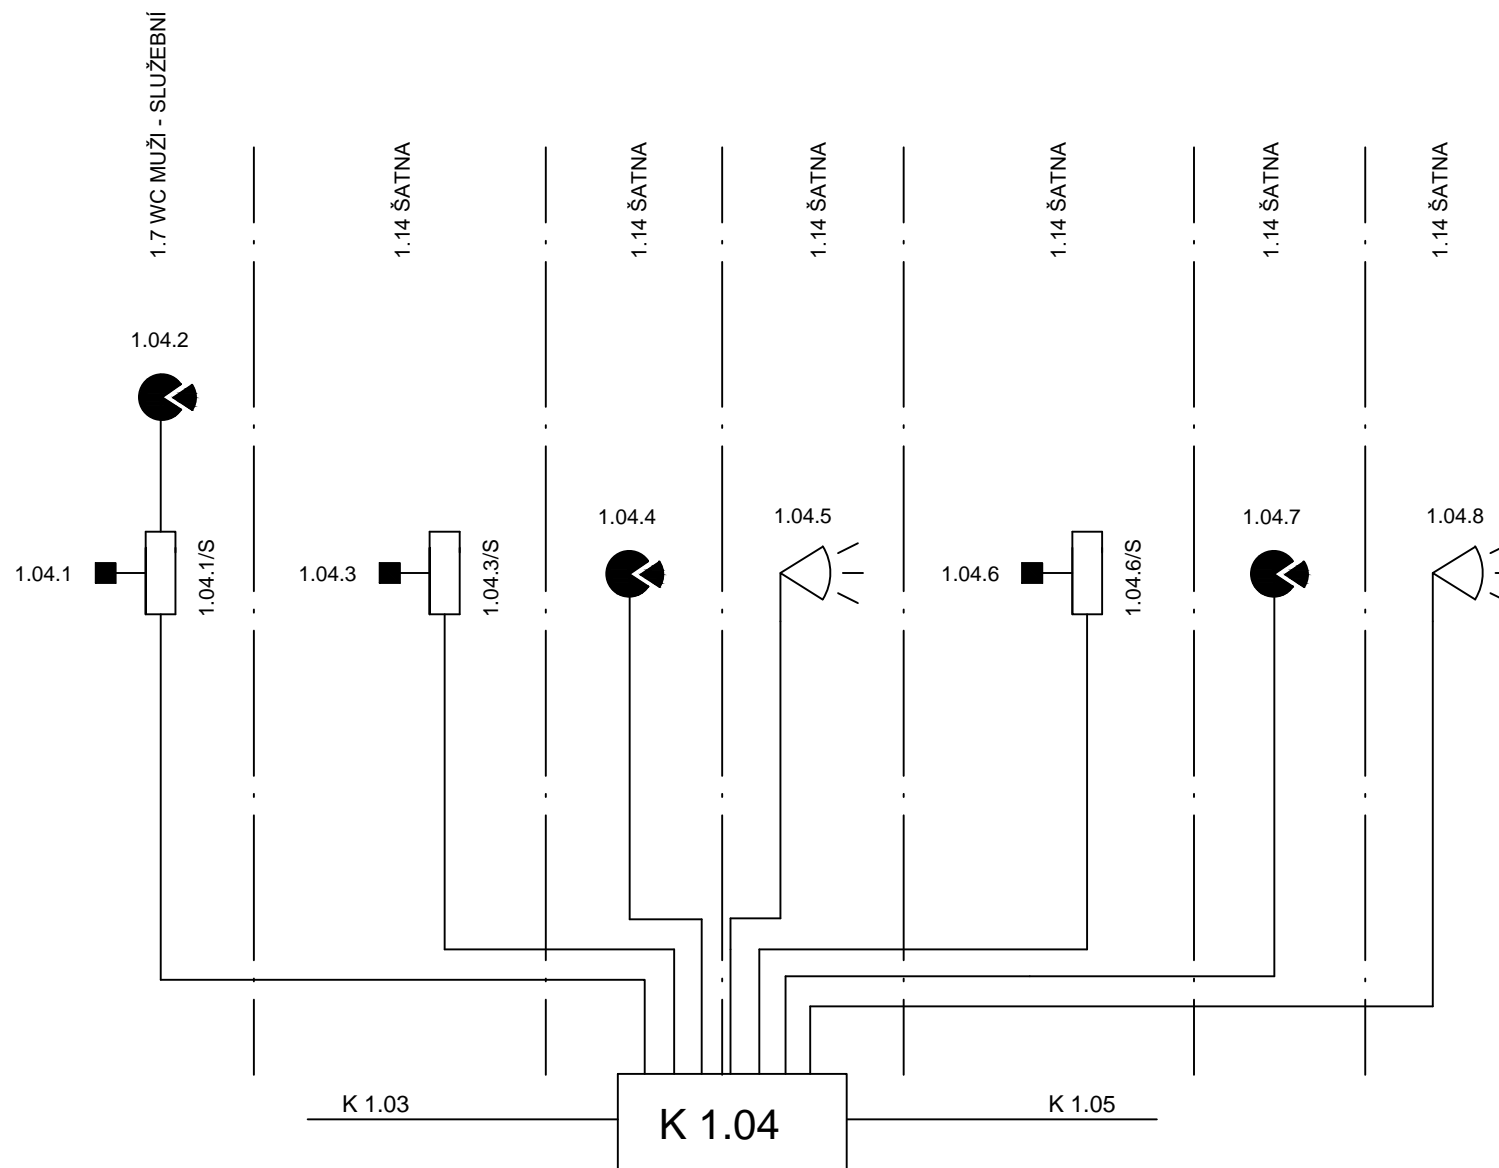 1.7 WC MUŽI - SLUŽEBNÍ
1.14 ŠATNA
1.14 ŠATNA
1.14 ŠATNA
1.14 ŠATNA
1.14 ŠATNA
1.14 ŠATNA
1.04.2
1.04.4
1.04.5
1.04.7
1.04.8
1.04.1
1.04.1/S
1.04.3
1.04.3/S
1.04.6
1.04.6/S
K 1.03
K 1.04
K 1.05